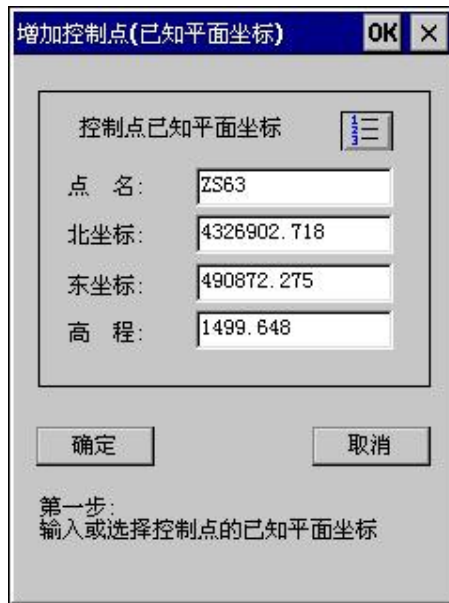 增加控制点(已知平面坐标) OK ×
控制点已知平面坐标
点 名: ZS63
北坐标: 4326902.718
东坐标: 490872.275
高 程: 1499.648
确定 取消
第一步:
输入或选择控制点的已知平面坐标